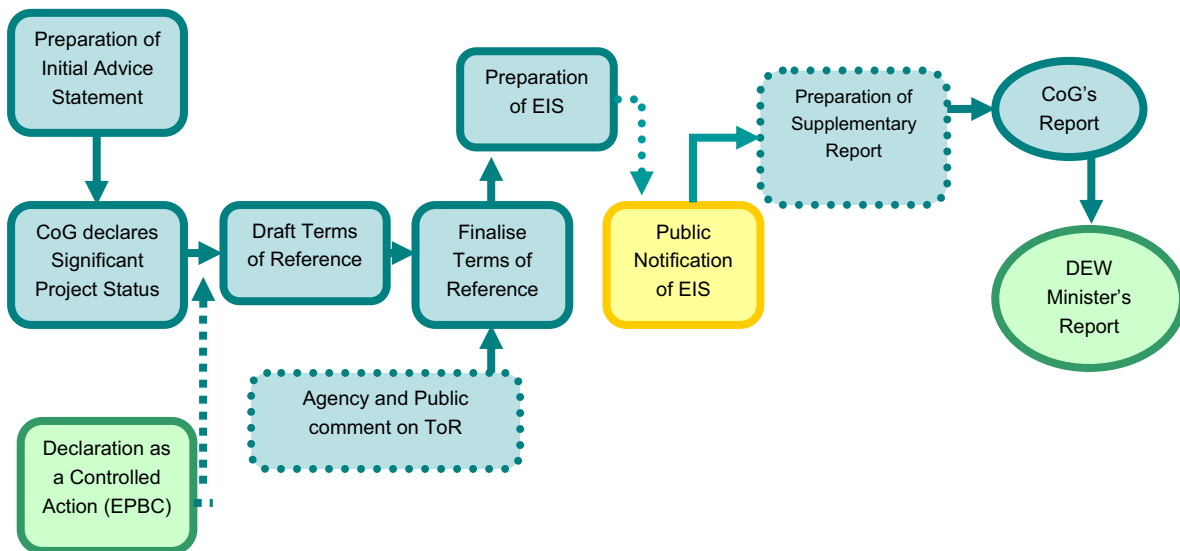 Preparation of
Initial Advice
Statement
CoG declares
Significant
Project Status
Declaration as
a Controlled
Action (EPBC)
Draft Terms
of Reference
Agency and Public
comment on ToR
Finalise
Terms of
Reference
Preparation
of EIS
Public
Notification
of EIS
Preparation of
Supplementary
Report
CoG's
Report
DEW
Minister's
Report